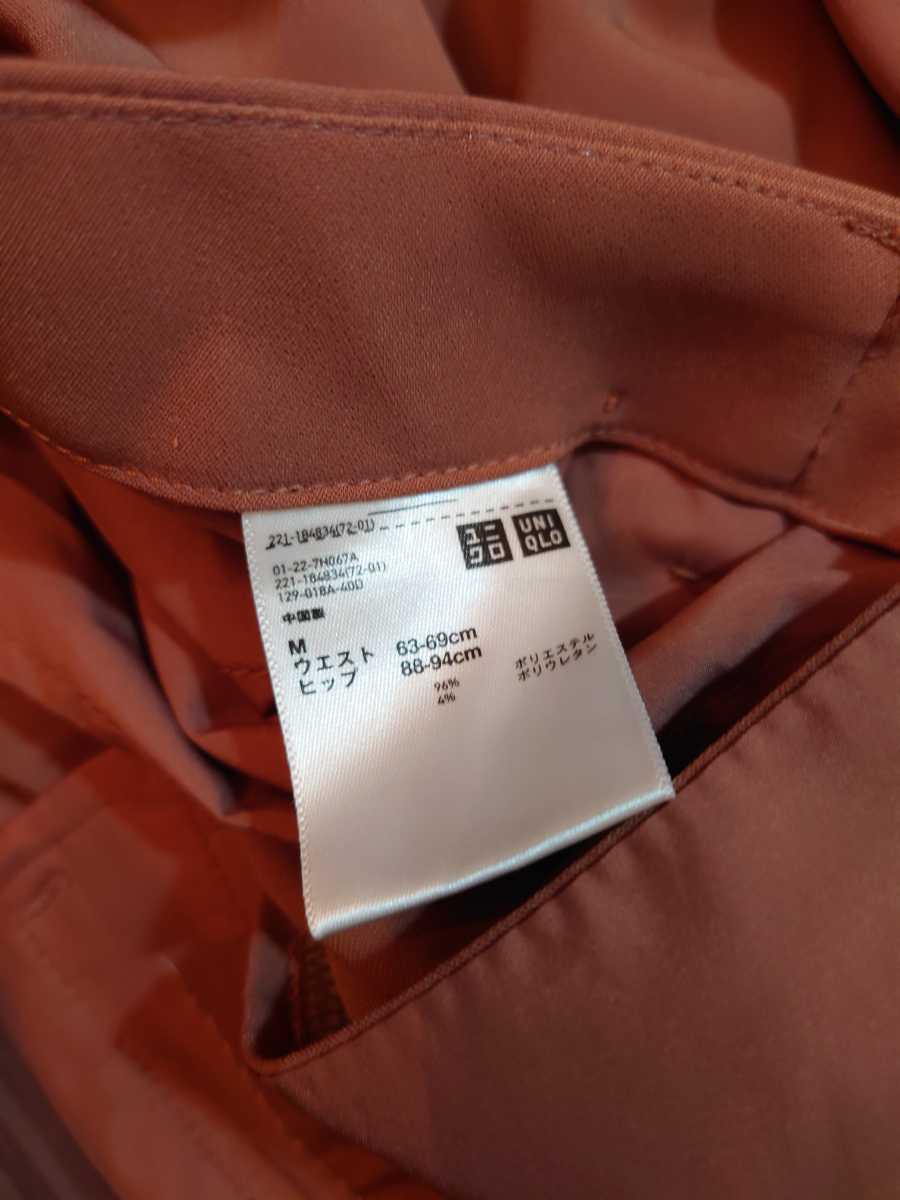 221-184834(72-01)
ユニクロ
UNIQLO
01-22-7H067A
221-184834(72-01)
129-018A-40D
中国製
M
ウエスト 63-69cm
ヒップ 88-94cm
96% ポリエステル
4% ポリウレタン